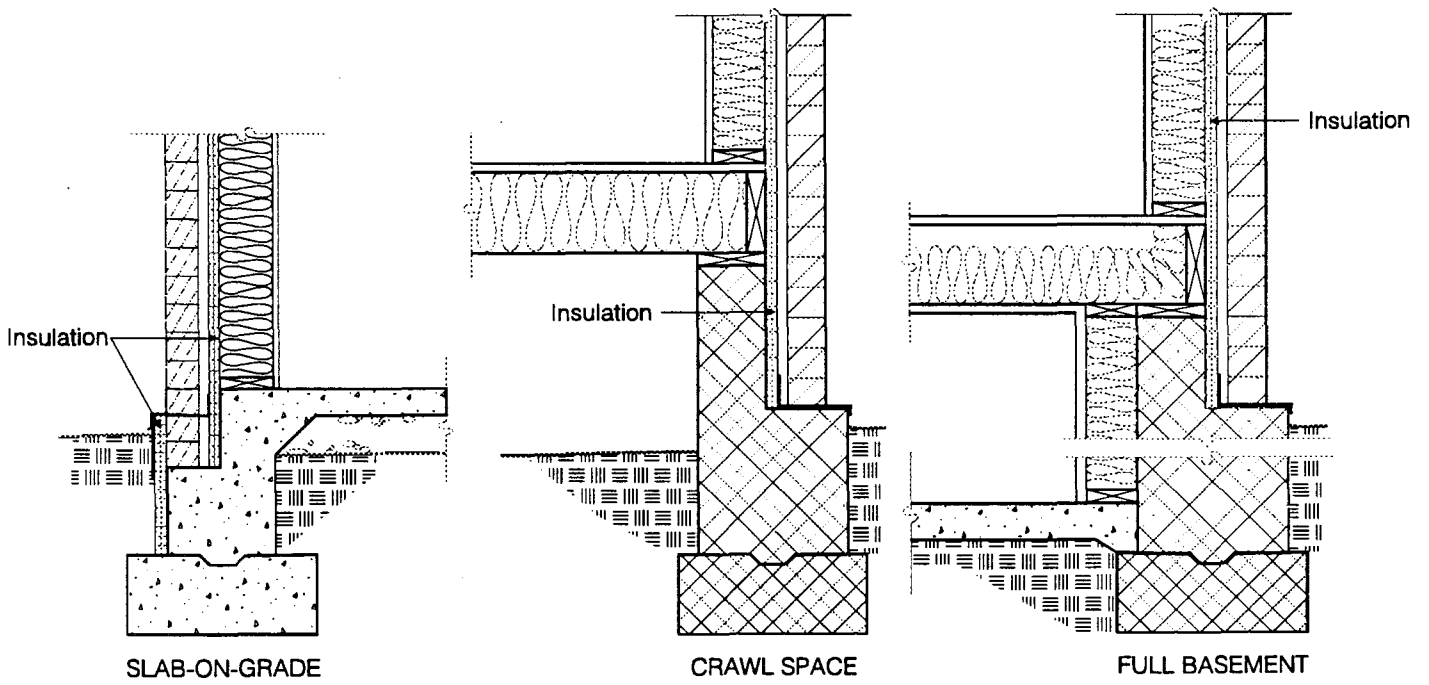 Insulation
Insulation
Insulation
SLAB-ON-GRADE
CRAWL SPACE
FULL BASEMENT